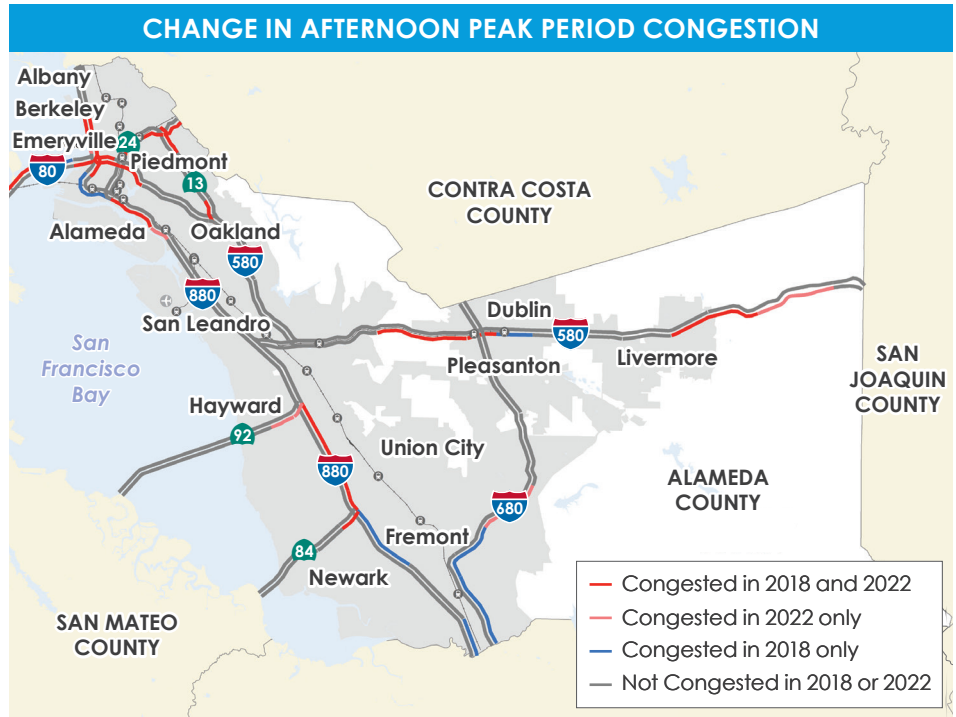 CHANGE IN AFTERNOON PEAK PERIOD CONGESTION
Albany
Berkeley
Emeryville
24
80
Piedmont
13
CONTRA COSTA
COUNTY
Alameda
Oakland
580
880
San Leandro
Dublin
580
San
Francisco
Bay
Pleasanton
Livermore
SAN
JOAQUIN
COUNTY
Hayward
92
Union City
880
ALAMEDA
COUNTY
680
Fremont
84
Newark
SAN MATEO
COUNTY
Congested in 2018 and 2022
Congested in 2022 only
Congested in 2018 only
Not Congested in 2018 or 2022